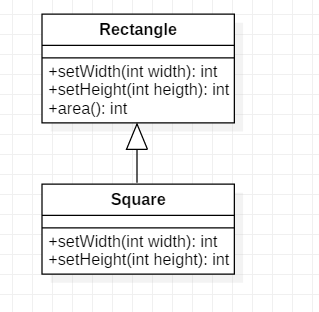 Rectangle
+setWidth(int width): int
+setHeight(int heigth): int
+area(): int
Square
+setWidth(int width): int
+setHeight(int height): int